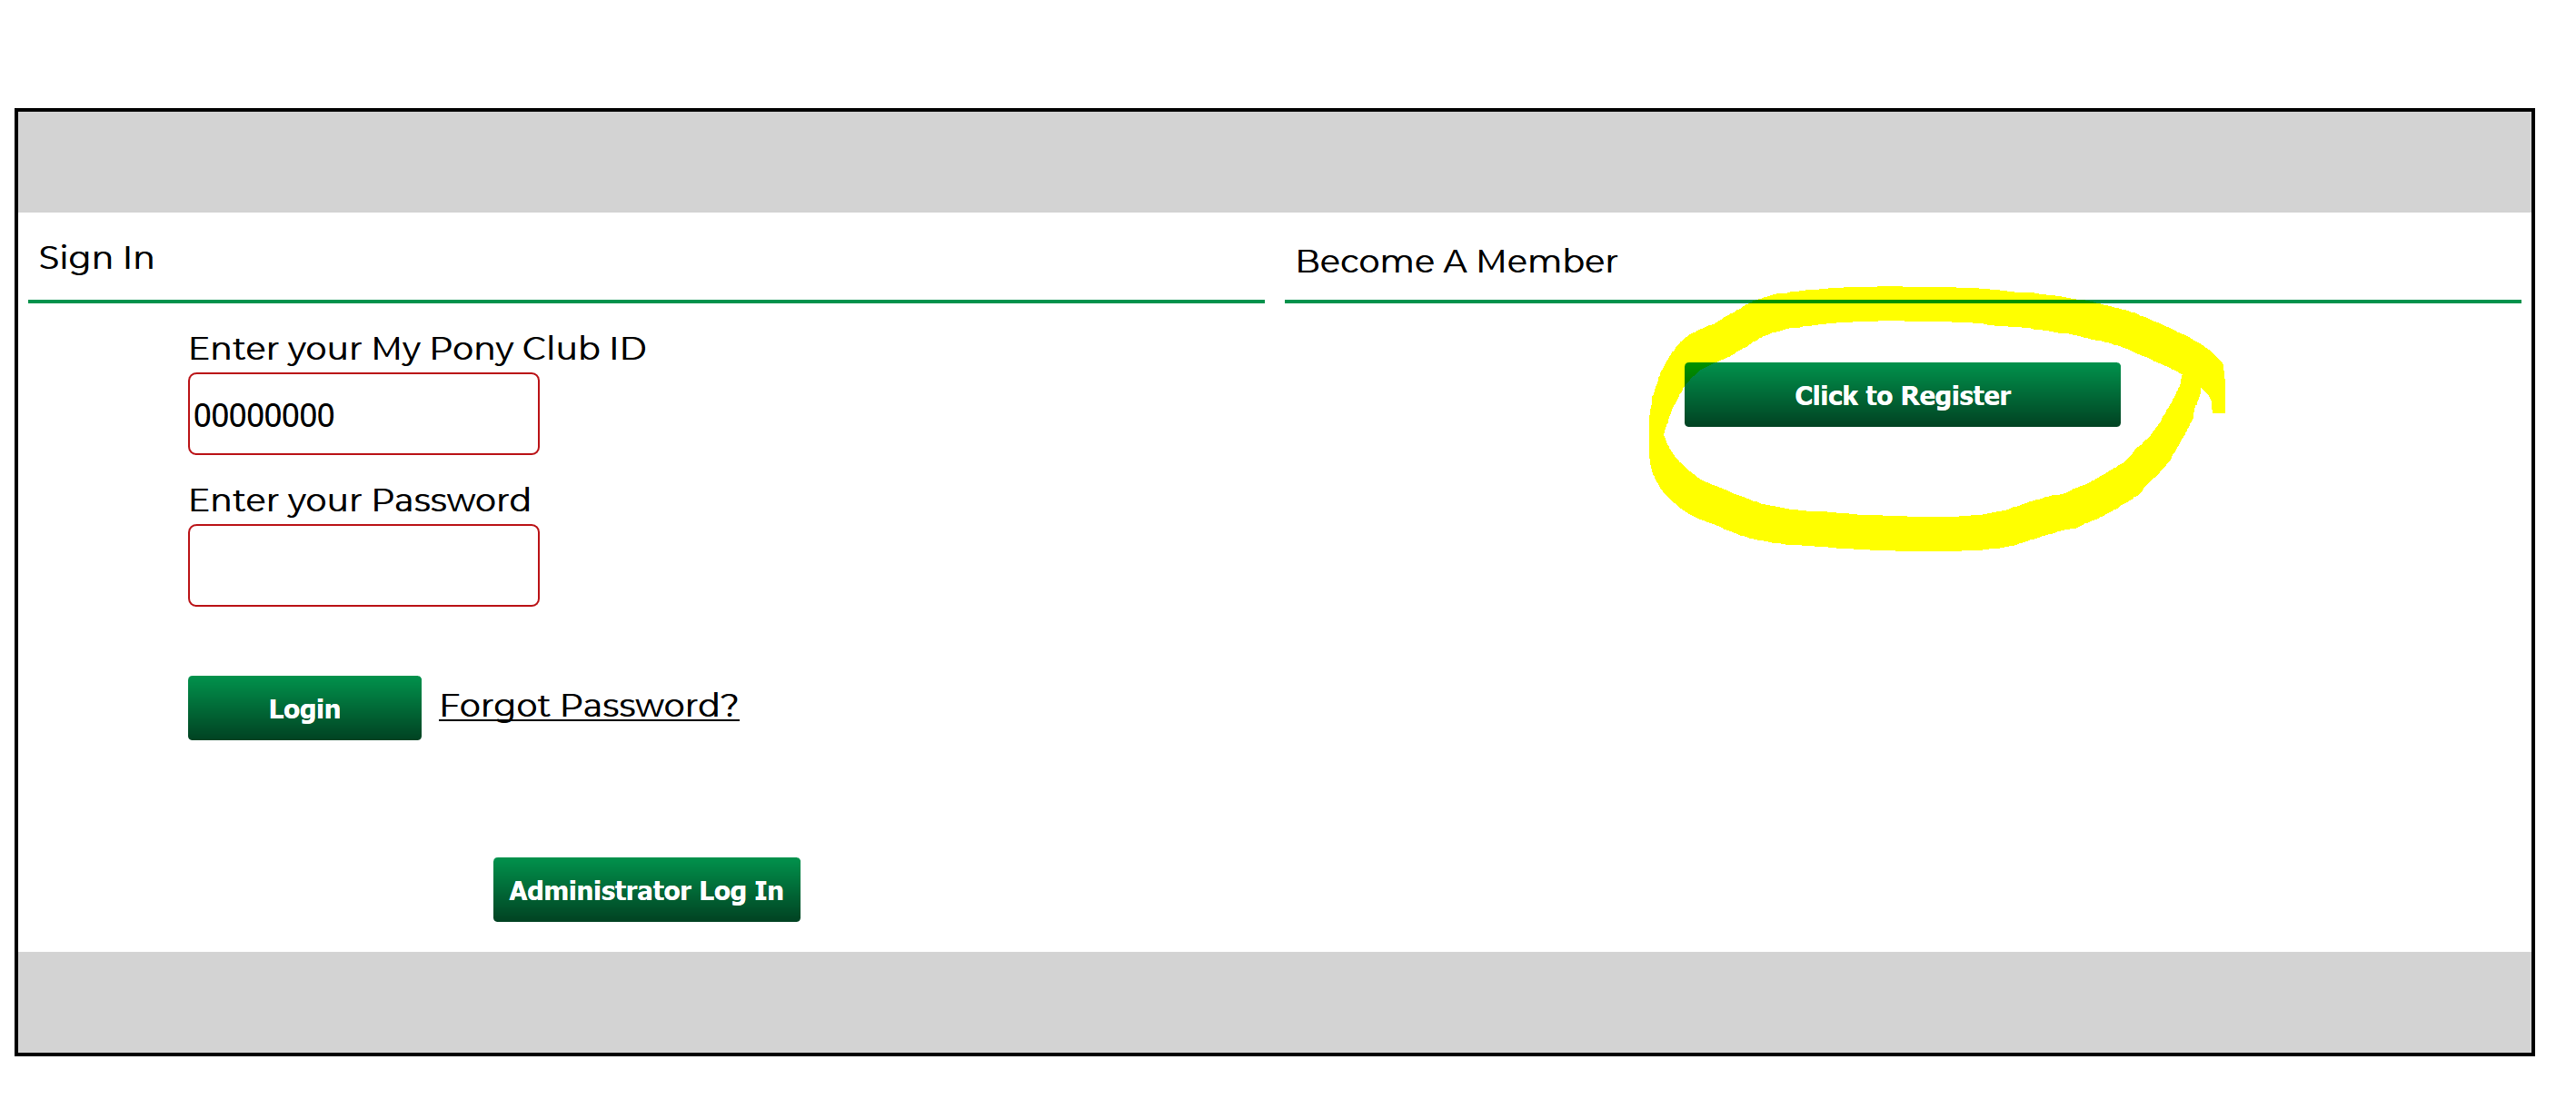 Sign In
Enter your My Pony Club ID
00000000
Enter your Password
Login
Forgot Password?
Administrator Log In
Become A Member
Click to Register